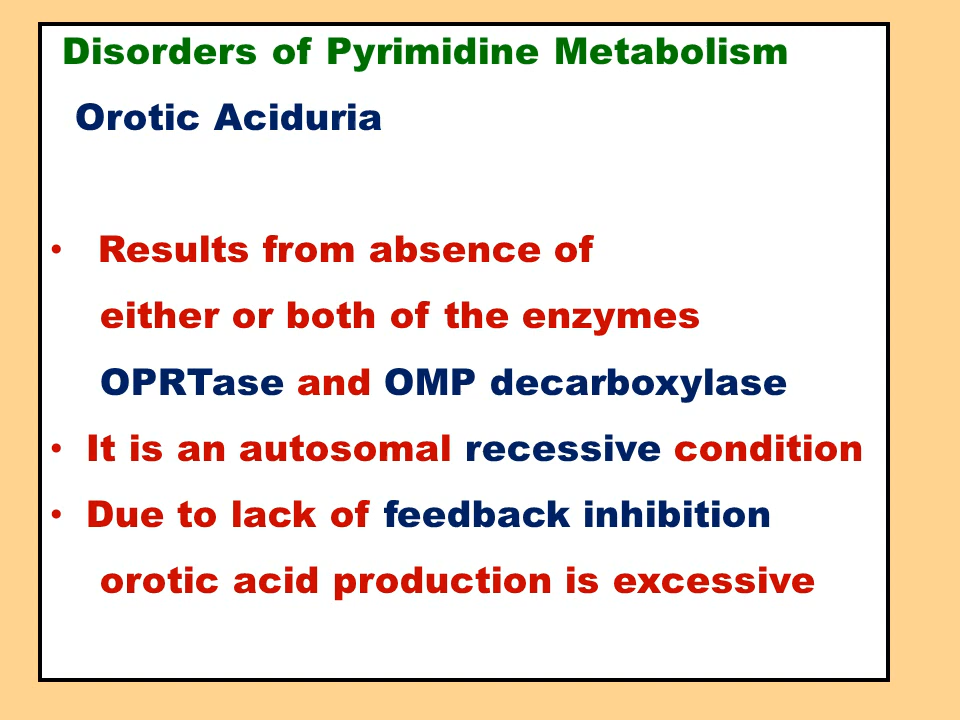 Disorders of Pyrimidine Metabolism
Orotic Aciduria
• Results from absence of
either or both of the enzymes
OPRTase and OMP decarboxylase
• It is an autosomal recessive condition
• Due to lack of feedback inhibition
orotic acid production is excessive